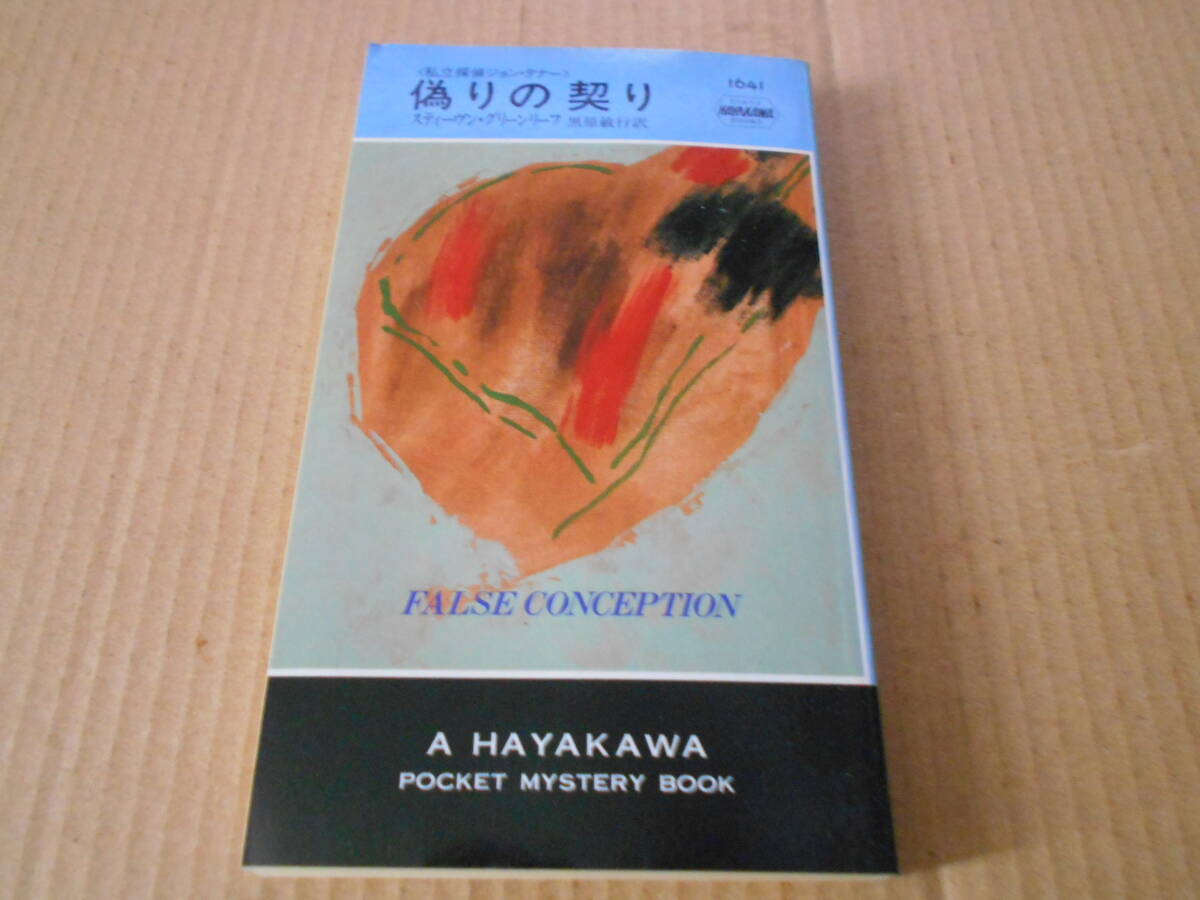 〈私立探偵ジョン・タナー〉
偽りの契り
スティーヴン・グリーンリーフ 黒原敏行訳
1641
HAYAKAWA
BOOKS
FALSE CONCEPTION
A HAYAKAWA
POCKET MYSTERY BOOK